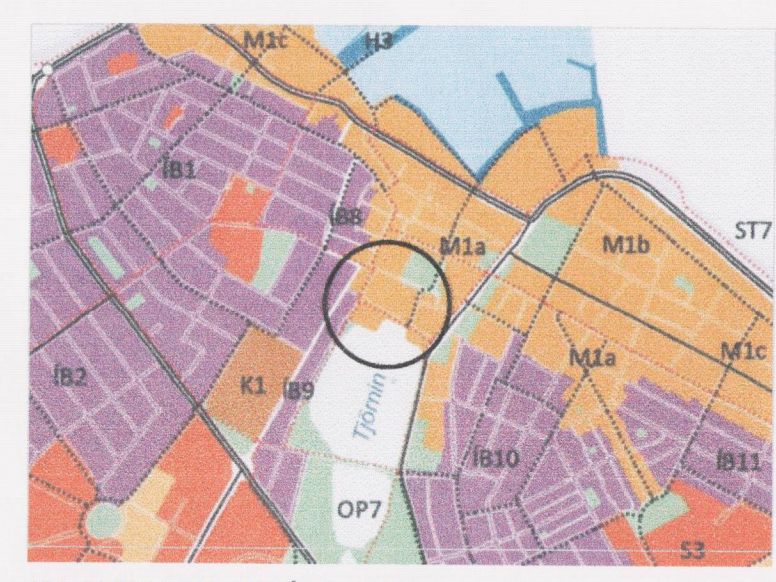 M1c
H3
ÍB1
ÍB8
M1a
M1b
ST7
M1a
M1c
ÍB2
K1
ÍB9
Tjörnin
ÍB10
ÍB11
OP7
S3